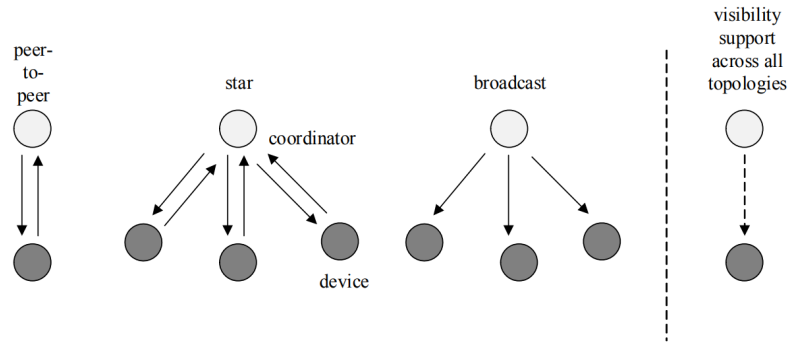 peer-
to-
peer
star
coordinator
device
broadcast
visibility
support
across all
topologies